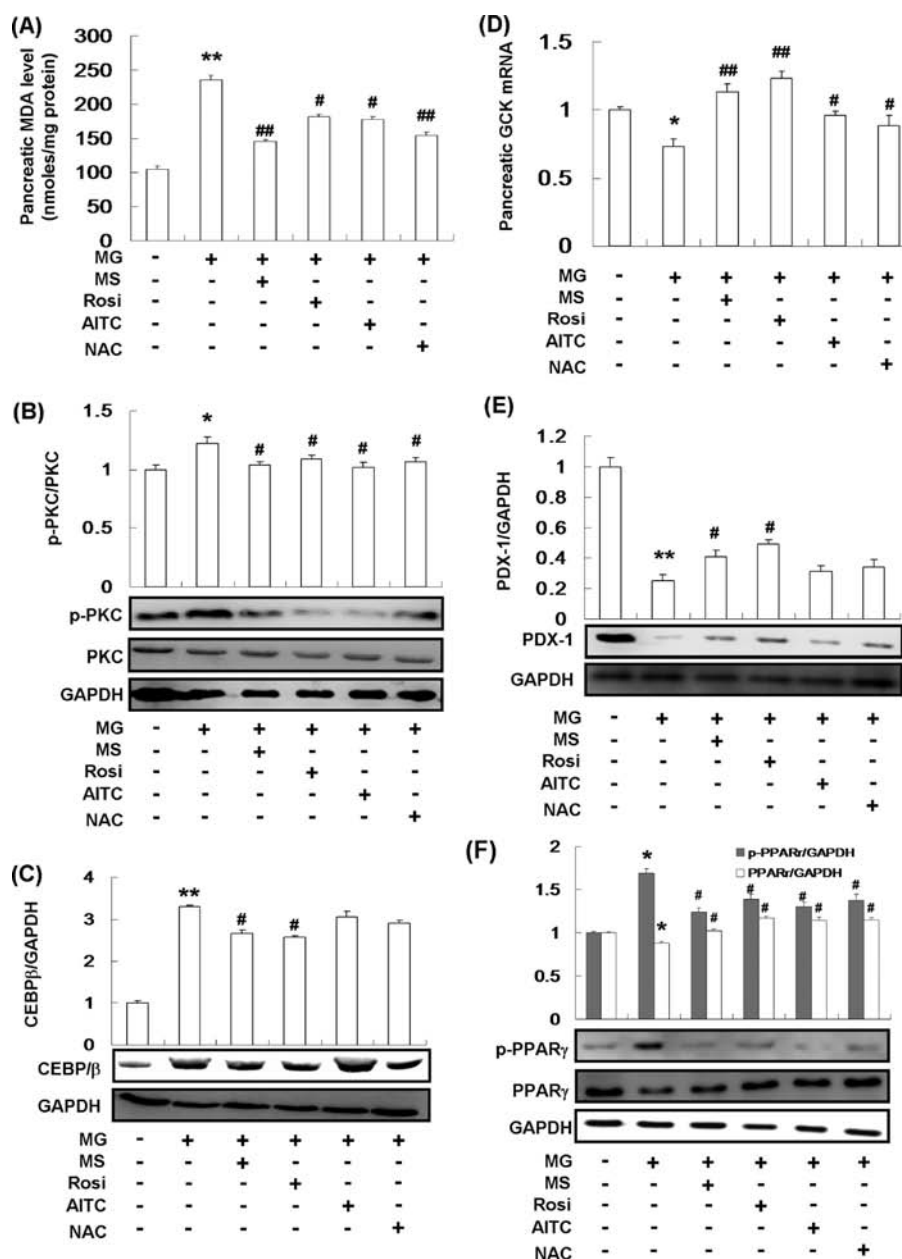 (A)
Pancreatic MDA level
(nmoles/mg protein)
300
250
200
150
100
50
0
**
##
#
#
##
MG - + + + + +
MS - - + - - -
Rosi - - - + - -
AITC - - - - + -
NAC - - - - - +
(B)
p-PKC/PKC
1.5
1
0.5
0
*
#
#
#
#
p-PKC
PKC
GAPDH
MG - + + + + +
MS - - + - - -
Rosi - - - + - -
AITC - - - - + -
NAC - - - - - +
(C)
CEBPβ/GAPDH
4
3
2
1
0
**
#
#
CEBP/β
GAPDH
MG - + + + + +
MS - - + - - -
Rosi - - - + - -
AITC - - - - + -
NAC - - - - - +
(D)
Pancreatic GCK mRNA
1.5
1
0.5
0
*
##
##
#
#
MG - + + + + +
MS - - + - - -
Rosi - - - + - -
AITC - - - - + -
NAC - - - - - +
(E)
PDX-1/GAPDH
1.2
1
0.8
0.6
0.4
0.2
0
**
#
#
PDX-1
GAPDH
MG - + + + + +
MS - - + - - -
Rosi - - - + - -
AITC - - - - + -
NAC - - - - - +
(F)
2
1.5
1
0.5
0
p-PPARr/GAPDH
PPARr/GAPDH
*
*
#
#
#
#
#
#
#
#
p-PPARγ
PPARγ
GAPDH
MG - + + + + +
MS - - + - - -
Rosi - - - + - -
AITC - - - - + -
NAC - - - - - +